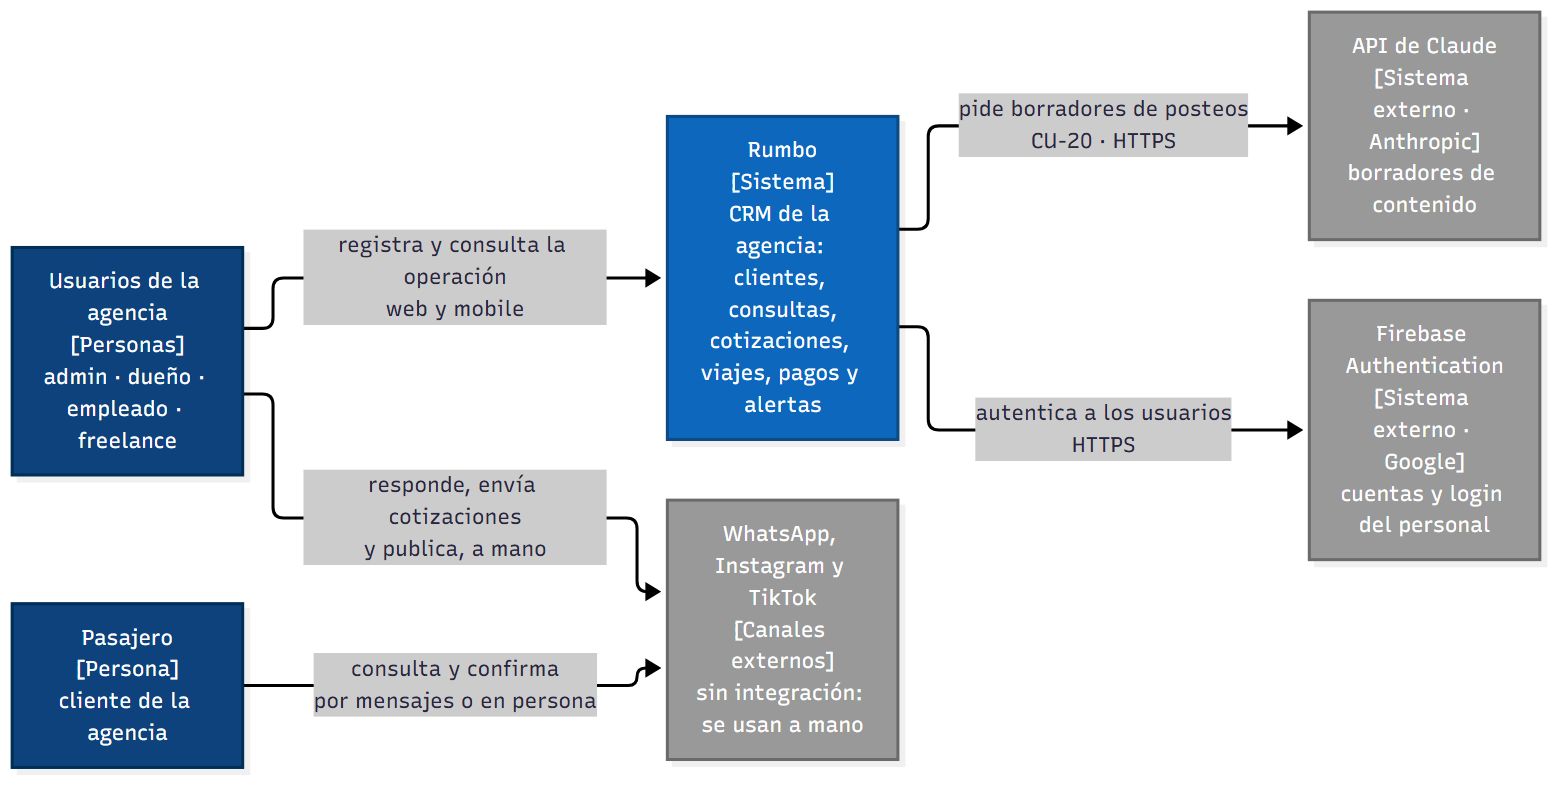 Usuarios de la
agencia
[Personas]
admin · dueño ·
empleado ·
freelance
registra y consulta la
operación
web y mobile
responde, envía
cotizaciones
y publica, a mano
Pasajero
[Persona]
cliente de la
agencia
consulta y confirma
por mensajes o en persona
Rumbo
[Sistema]
CRM de la
agencia:
clientes,
consultas,
cotizaciones,
viajes, pagos y
alertas
WhatsApp,
Instagram y
TikTok
[Canales
externos]
sin integración:
se usan a mano
pide borradores de posteos
CU-20 · HTTPS
autentica a los usuarios
HTTPS
API de Claude
[Sistema
externo ·
Anthropic]
borradores de
contenido
Firebase
Authentication
[Sistema
externo ·
Google]
cuentas y login
del personal